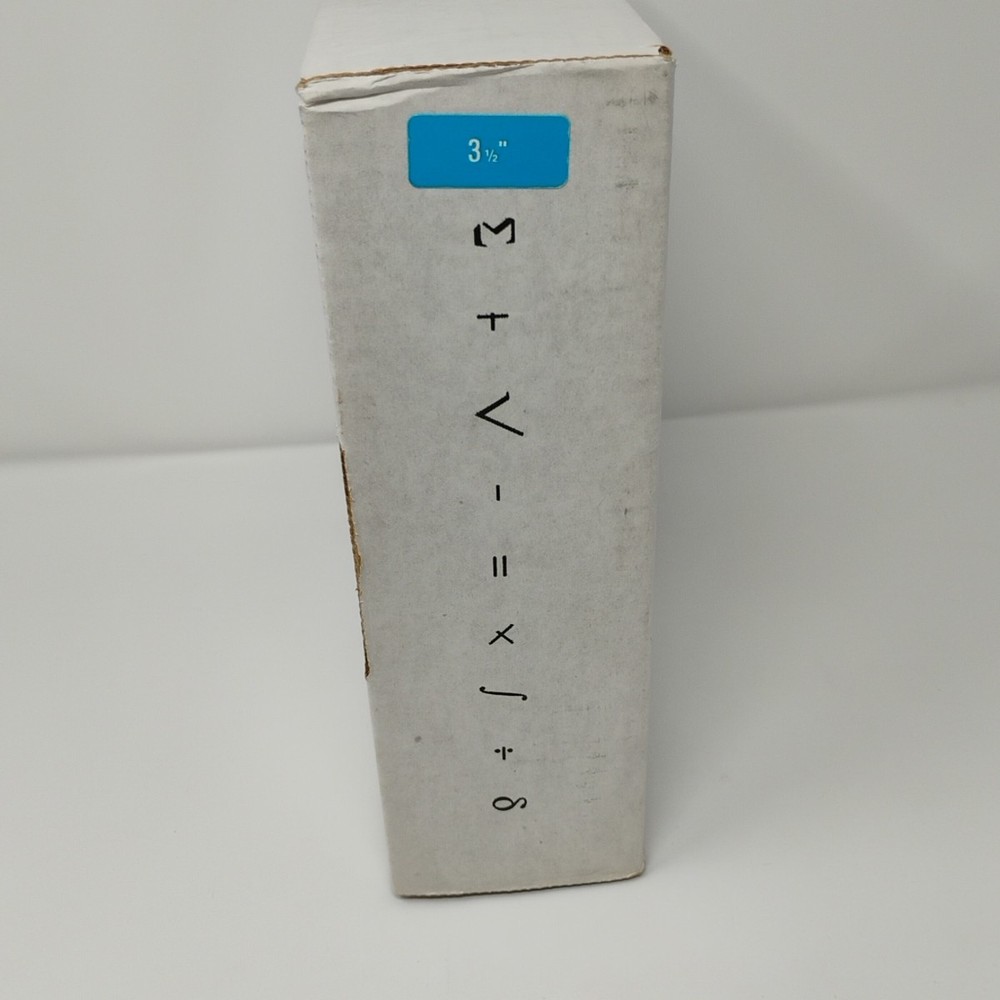 3 ½"
Σ + √ - = x ∫ ÷ δ